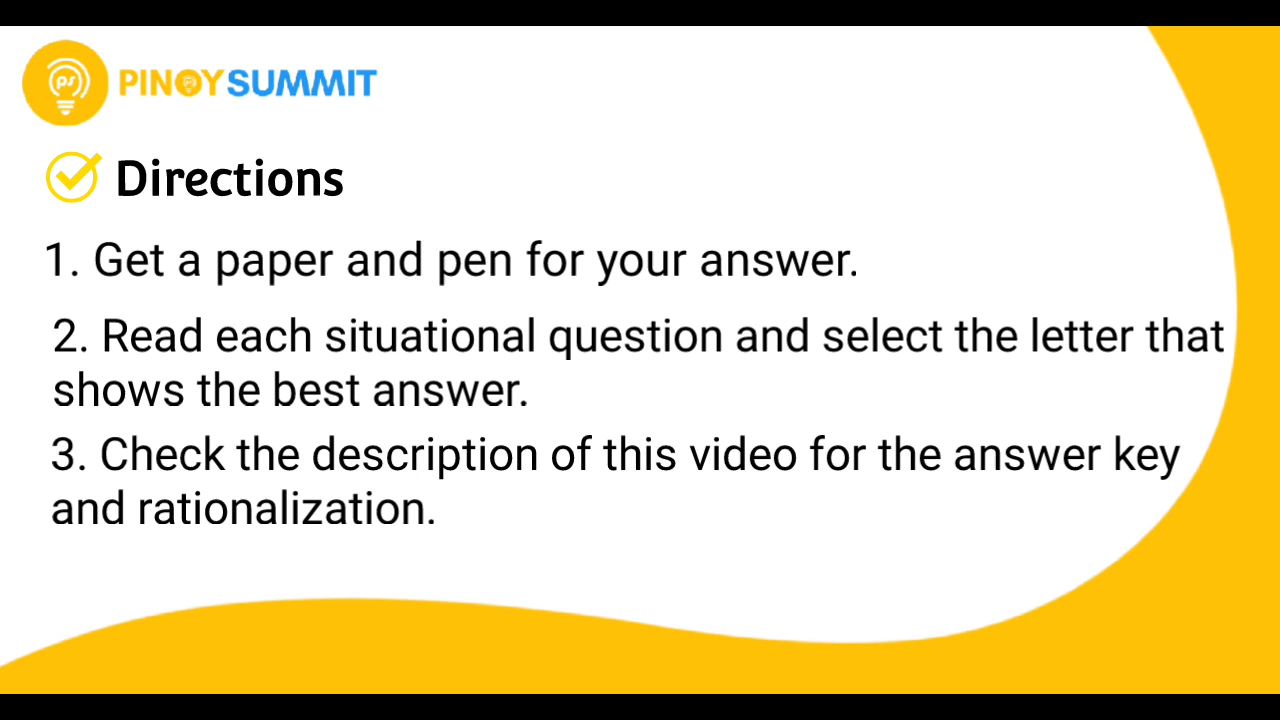 ps
PINOYSUMMIT
Directions
1. Get a paper and pen for your answer.
2. Read each situational question and select the letter that
shows the best answer.
3. Check the description of this video for the answer key
and rationalization.